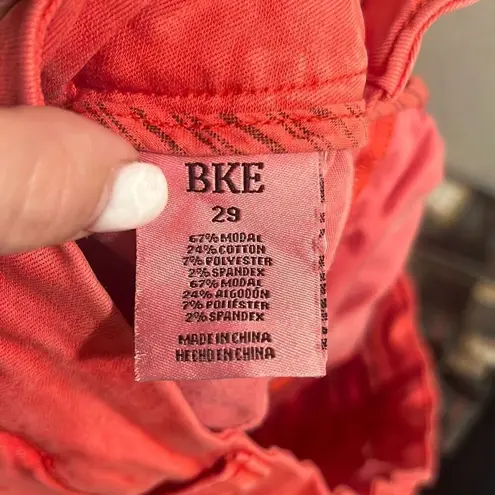 BKE
29
67% MODAL
24% COTTON
7% POLYESTER
2% SPANDEX
67% MODAL
24% ALGODÓN
7% POLIÉSTER
2% SPANDEX
MADE IN CHINA
HECHO EN CHINA